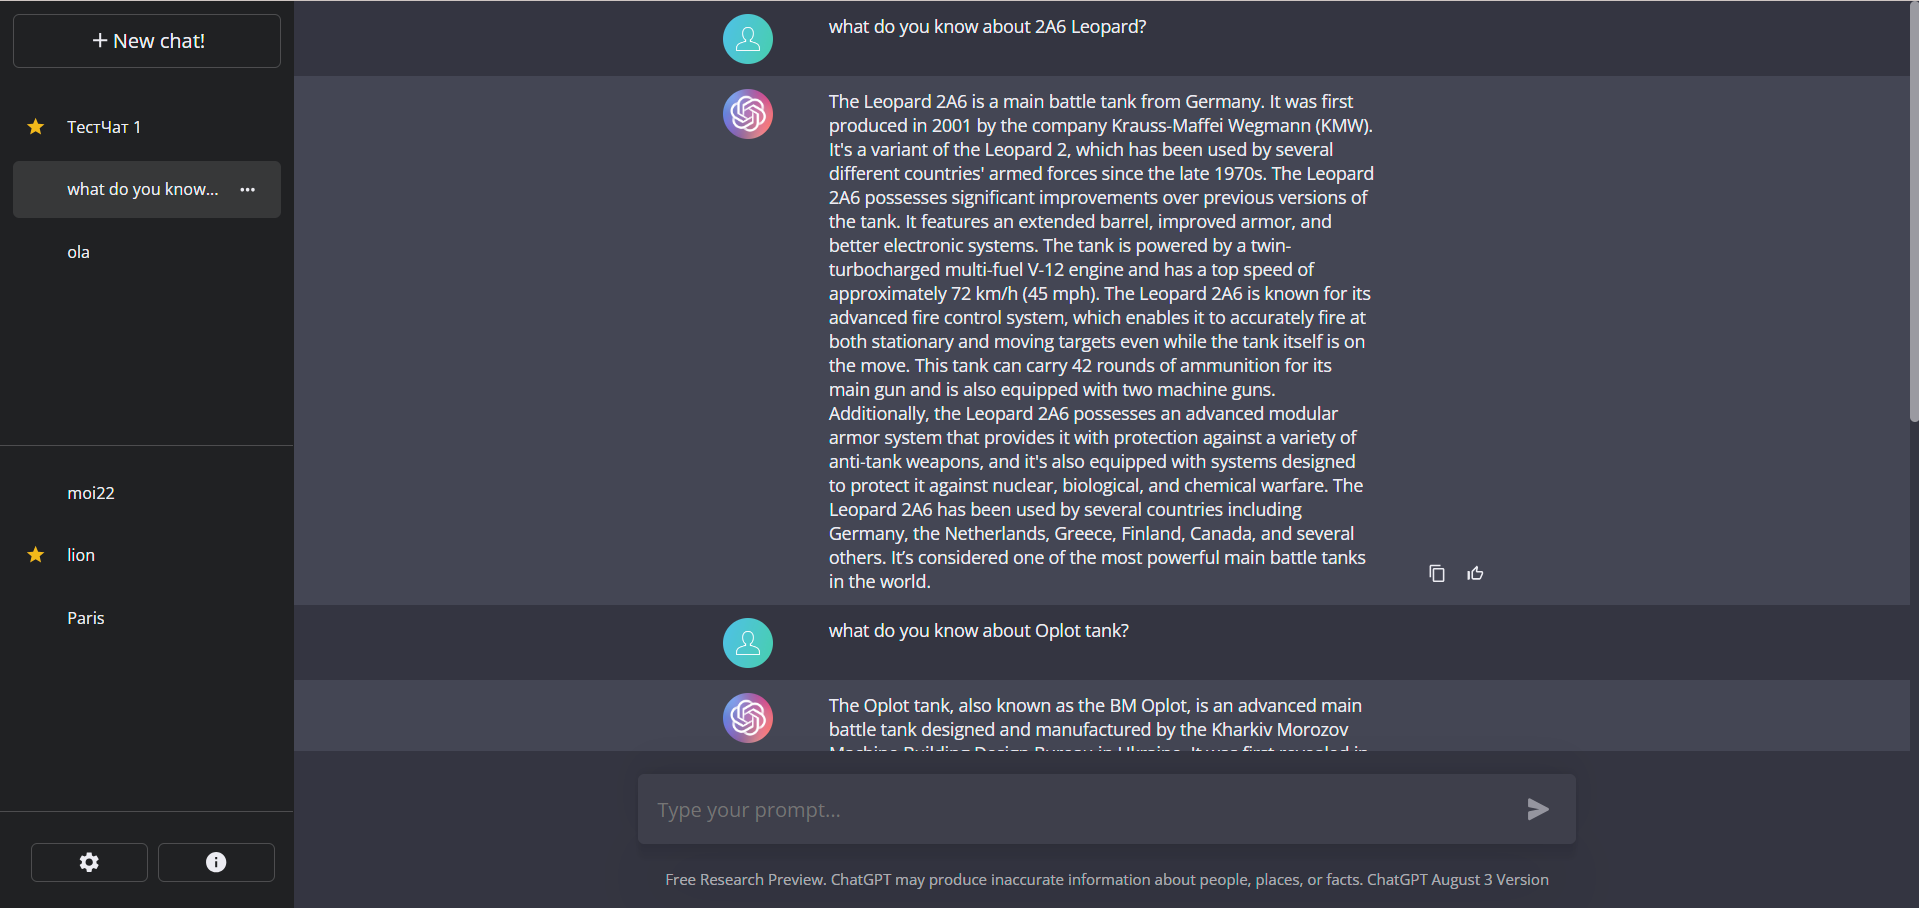 New chat!
ТестЧат 1
what do you know...
ola
moi22
lion
Paris
what do you know about 2A6 Leopard?
The Leopard 2A6 is a main battle tank from Germany. It was first
produced in 2001 by the company Krauss-Maffei Wegmann (KMW).
It's a variant of the Leopard 2, which has been used by several
different countries' armed forces since the late 1970s. The Leopard
2A6 possesses significant improvements over previous versions of
the tank. It features an extended barrel, improved armor, and
better electronic systems. The tank is powered by a twin-
turbocharged multi-fuel V-12 engine and has a top speed of
approximately 72 km/h (45 mph). The Leopard 2A6 is known for its
advanced fire control system, which enables it to accurately fire at
both stationary and moving targets even while the tank itself is on
the move. This tank can carry 42 rounds of ammunition for its
main gun and is also equipped with two machine guns.
Additionally, the Leopard 2A6 possesses an advanced modular
armor system that provides it with protection against a variety of
anti-tank weapons, and it's also equipped with systems designed
to protect it against nuclear, biological, and chemical warfare. The
Leopard 2A6 has been used by several countries including
Germany, the Netherlands, Greece, Finland, Canada, and several
others. It’s considered one of the most powerful main battle tanks
in the world.
what do you know about Oplot tank?
The Oplot tank, also known as the BM Oplot, is an advanced main
battle tank designed and manufactured by the Kharkiv Morozov
Machine Building Design Bureau in Ukraine. It was first revealed in
Type your prompt...
Free Research Preview. ChatGPT may produce inaccurate information about people, places, or facts. ChatGPT August 3 Version